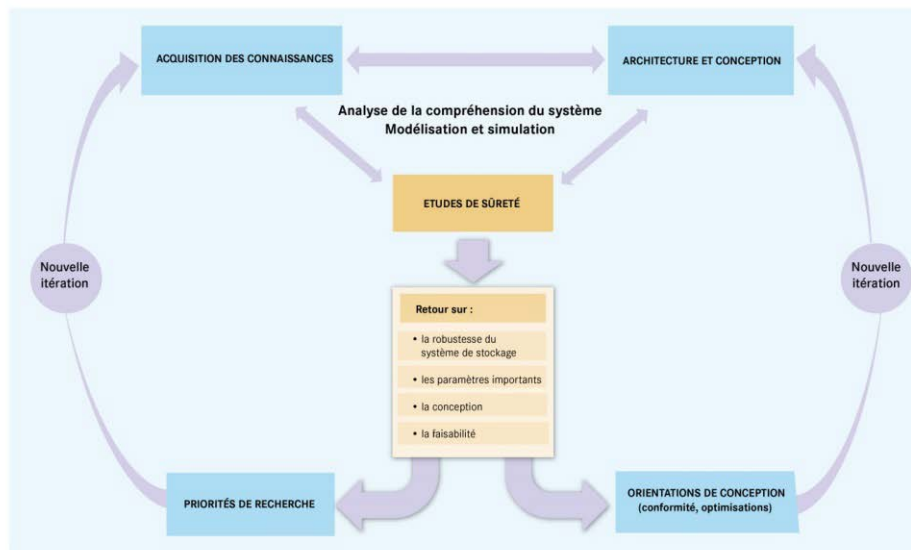 ACQUISITION DES CONNAISSANCES
ARCHITECTURE ET CONCEPTION
Analyse de la compréhension du système
Modélisation et simulation
ETUDES DE SÛRETÉ
Nouvelle
itération
Nouvelle
itération
Retour sur :
• la robustesse du
système de stockage
• les paramètres importants
• la conception
• la faisabilité
PRIORITÉS DE RECHERCHE
ORIENTATIONS DE CONCEPTION
(conformité, optimisations)